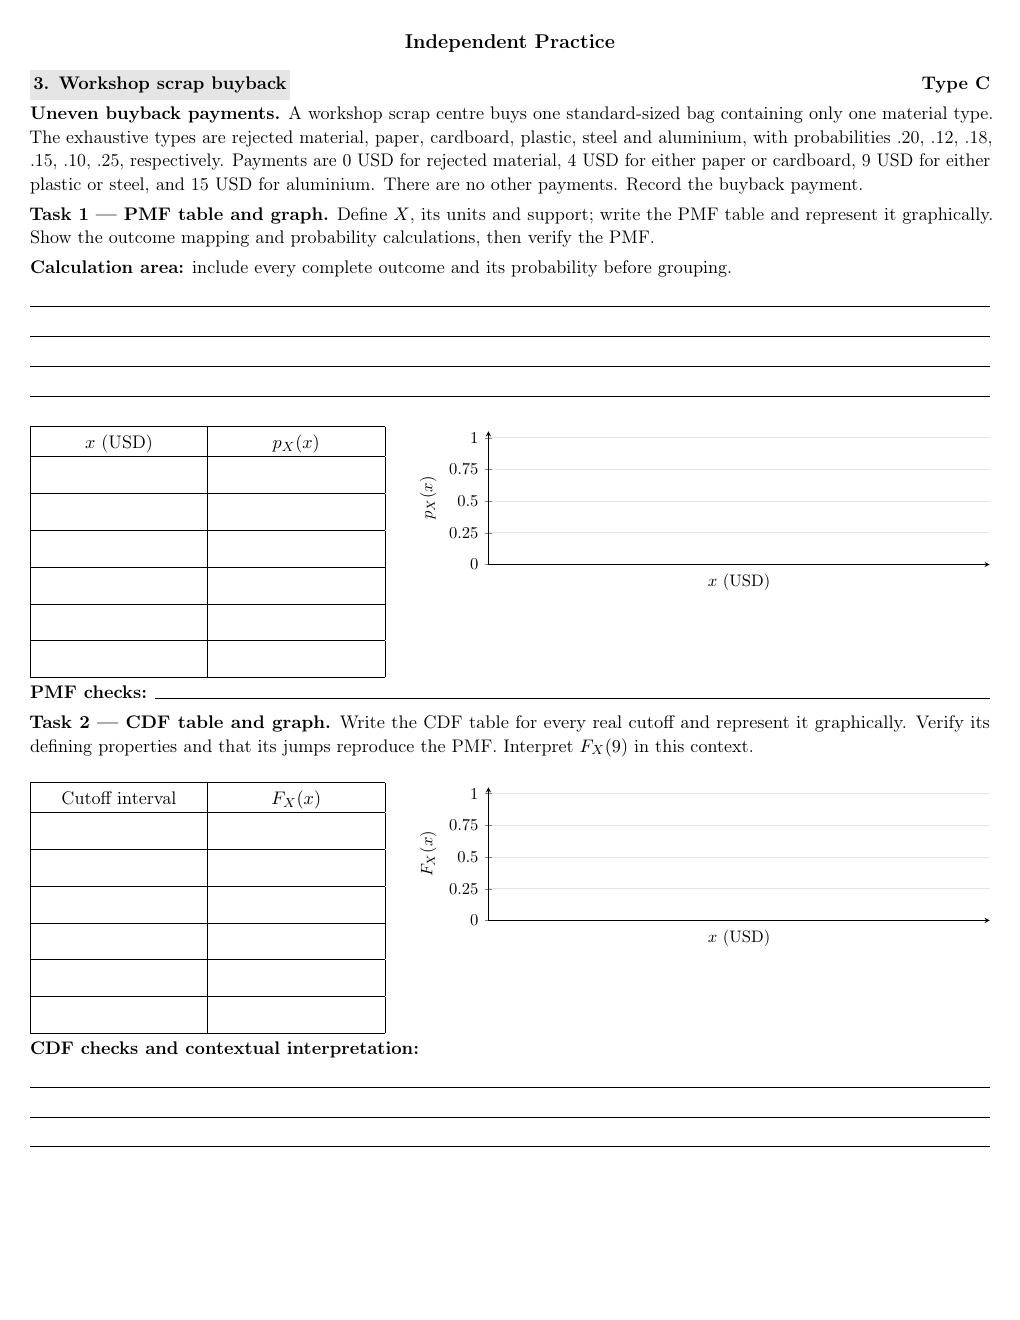 Independent Practice
3. Workshop scrap buyback
Type C
Uneven buyback payments. A workshop scrap centre buys one standard-sized bag containing only one material type.
The exhaustive types are rejected material, paper, cardboard, plastic, steel and aluminium, with probabilities .20, .12, .18,
.15, .10, .25, respectively. Payments are 0 USD for rejected material, 4 USD for either paper or cardboard, 9 USD for either
plastic or steel, and 15 USD for aluminium. There are no other payments. Record the buyback payment.
Task 1 — PMF table and graph. Define X, its units and support; write the PMF table and represent it graphically.
Show the outcome mapping and probability calculations, then verify the PMF.
Calculation area: include every complete outcome and its probability before grouping.
x (USD)
p_X(x)
1
0.75
0.5
0.25
0
p_X(x)
x (USD)
PMF checks:
Task 2 — CDF table and graph. Write the CDF table for every real cutoff and represent it graphically. Verify its
defining properties and that its jumps reproduce the PMF. Interpret F_X(9) in this context.
Cutoff interval
F_X(x)
1
0.75
0.5
0.25
0
F_X(x)
x (USD)
CDF checks and contextual interpretation: